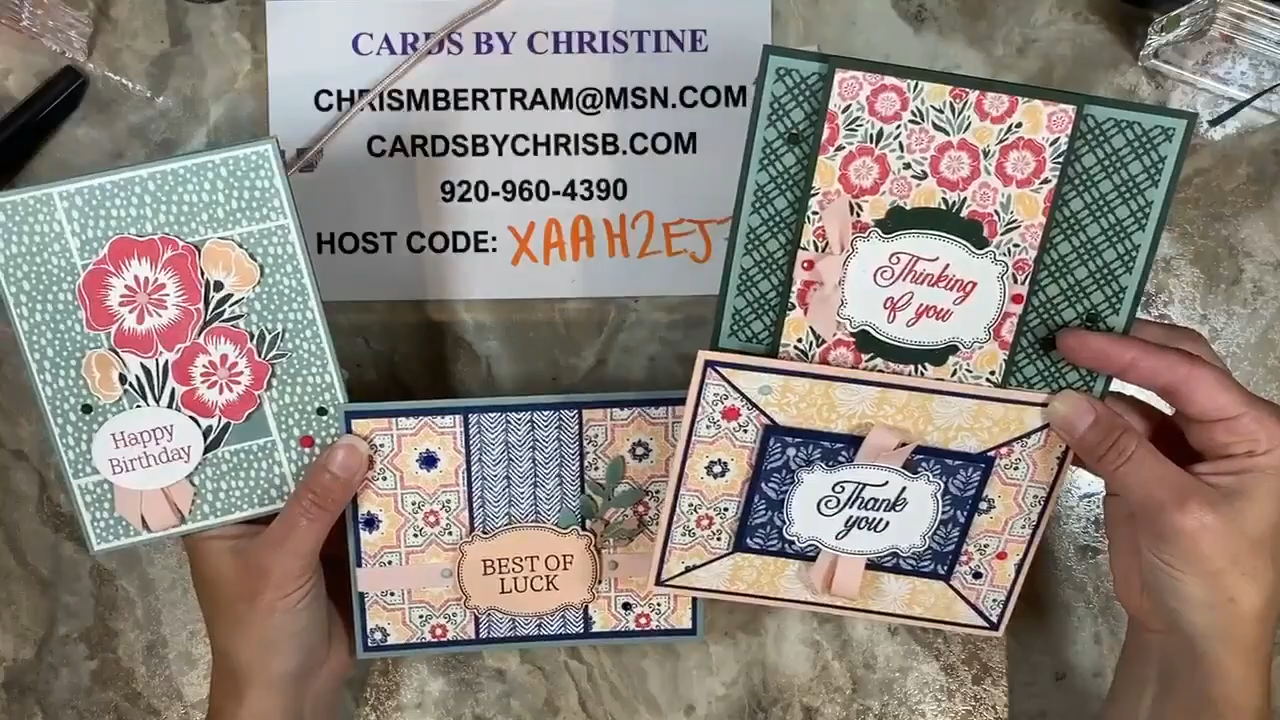 CARDS BY CHRISTINE
CHRISMBERTRAM@MSN.COM
CARDSBYCHRISB.COM
920-960-4390
HOST CODE: XAAH2EJ
Happy
Birthday
Thinking
of you
BEST OF
LUCK
Thank
you